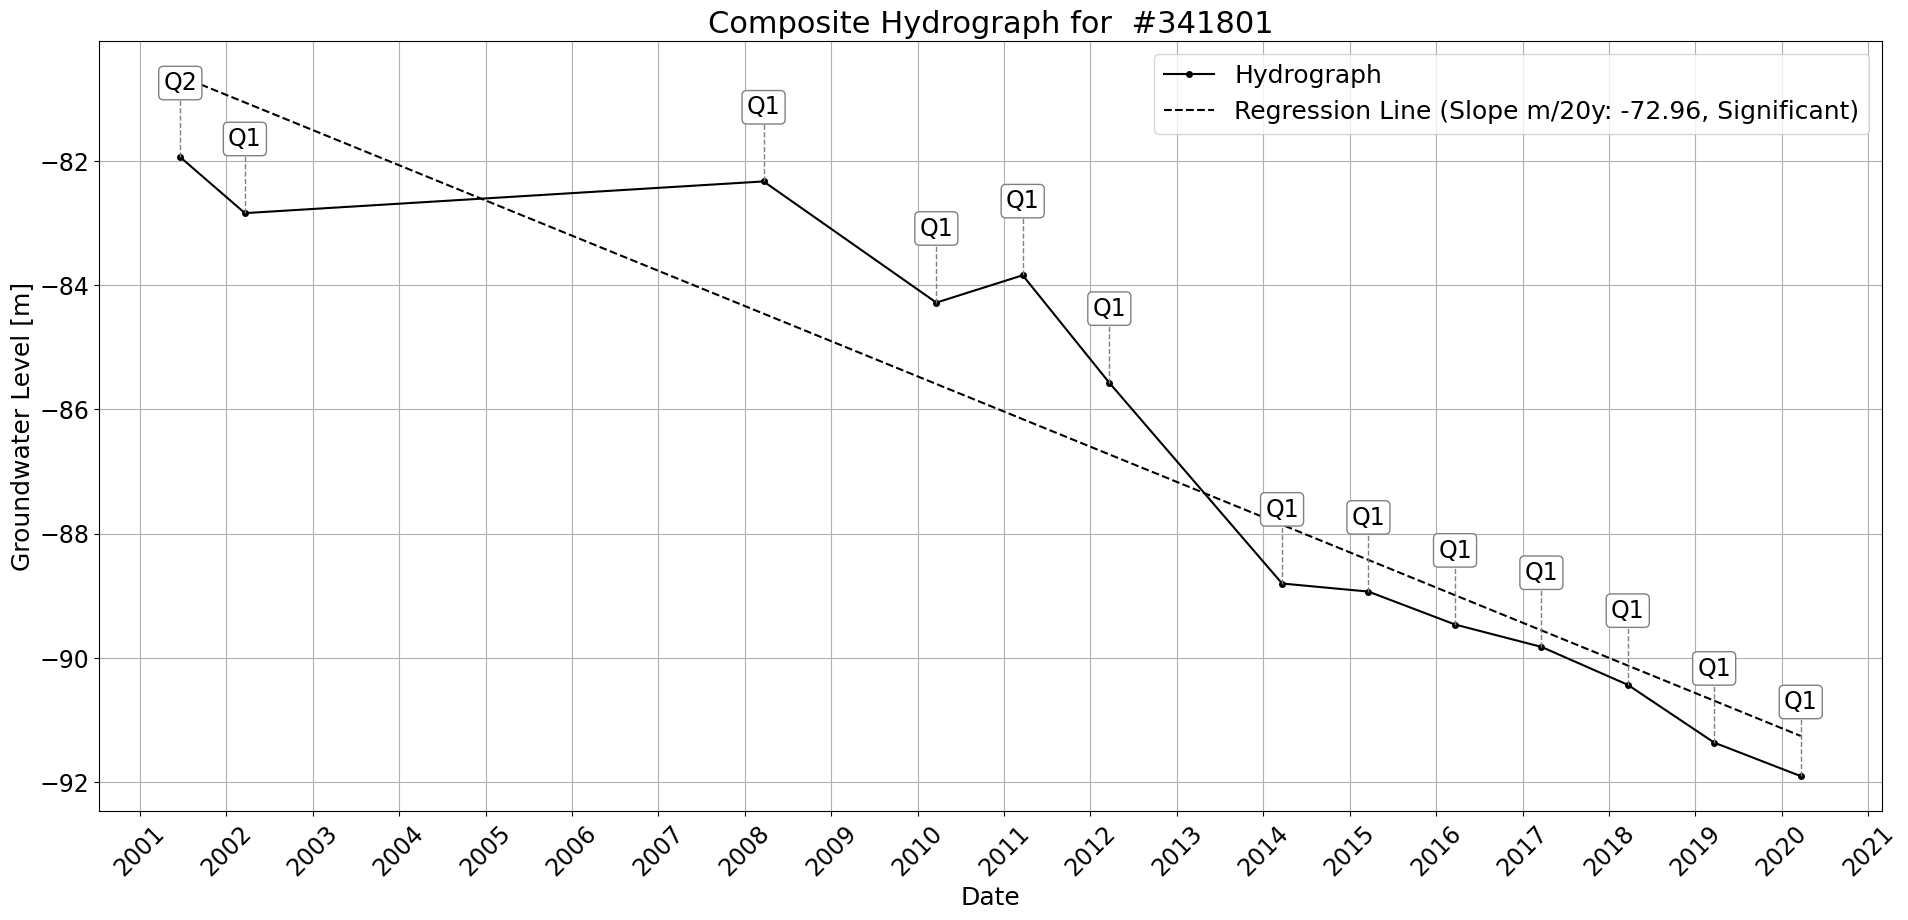 Composite Hydrograph for  #341801
Hydrograph
Regression Line (Slope m/20y: -72.96, Significant)
Q2
Q1
Q1
Q1
Q1
Q1
Q1
Q1
Q1
Q1
Q1
Q1
Q1
Groundwater Level [m]
−82
−84
−86
−88
−90
−92
2001
2002
2003
2004
2005
2006
2007
2008
2009
2010
2011
2012
2013
2014
2015
2016
2017
2018
2019
2020
2021
Date